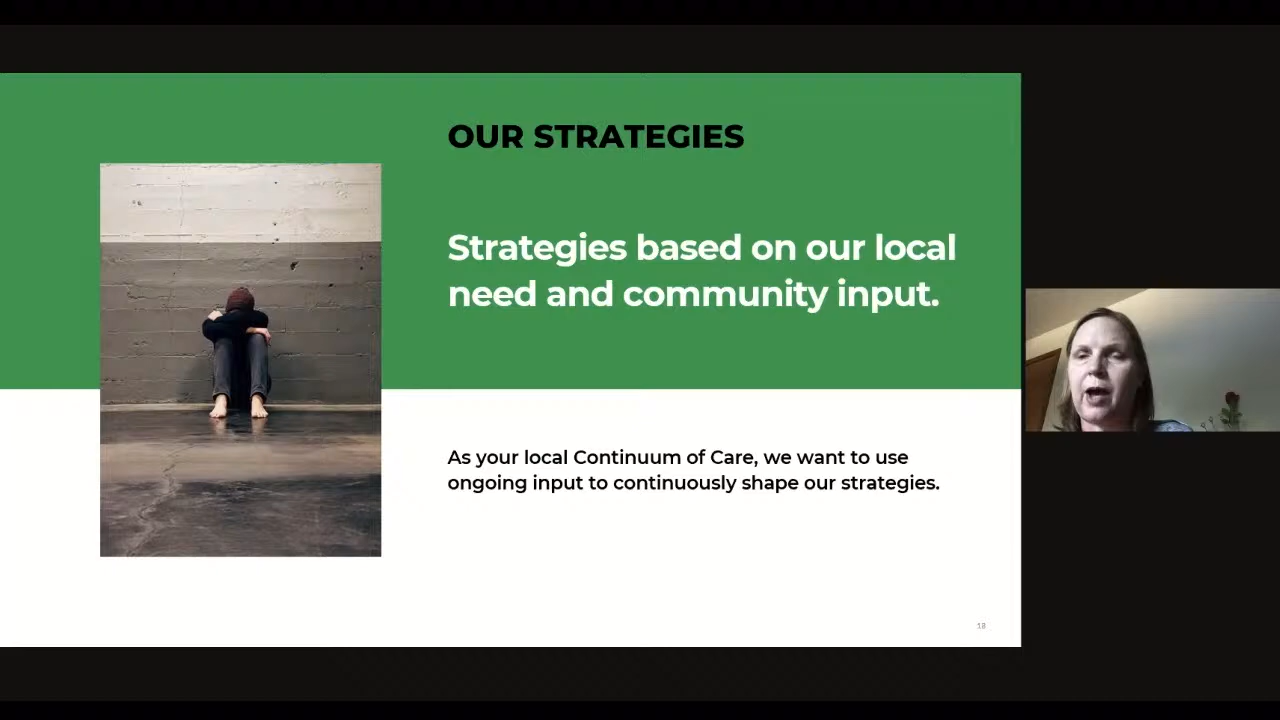 OUR STRATEGIES
Strategies based on our local
need and community input.
As your local Continuum of Care, we want to use
ongoing input to continuously shape our strategies.
18